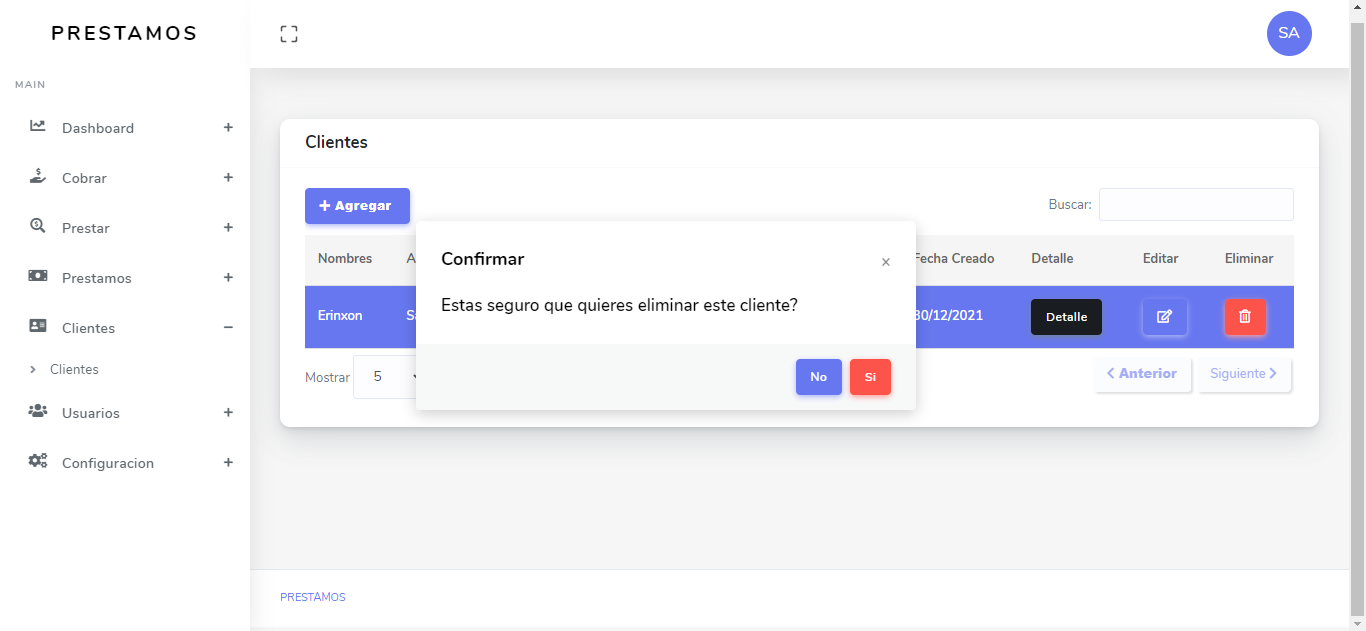 PRESTAMOS
SA
MAIN
Dashboard
Cobrar
Prestar
Prestamos
Clientes
Clientes
Usuarios
Configuracion
Clientes
+ Agregar
Buscar:
Nombres A Fecha Creado Detalle Editar Eliminar
Erinxon Sa 30/12/2021 Detalle
Mostrar 5
Anterior Siguiente
Confirmar ×
Estas seguro que quieres eliminar este cliente?
No Si
PRESTAMOS